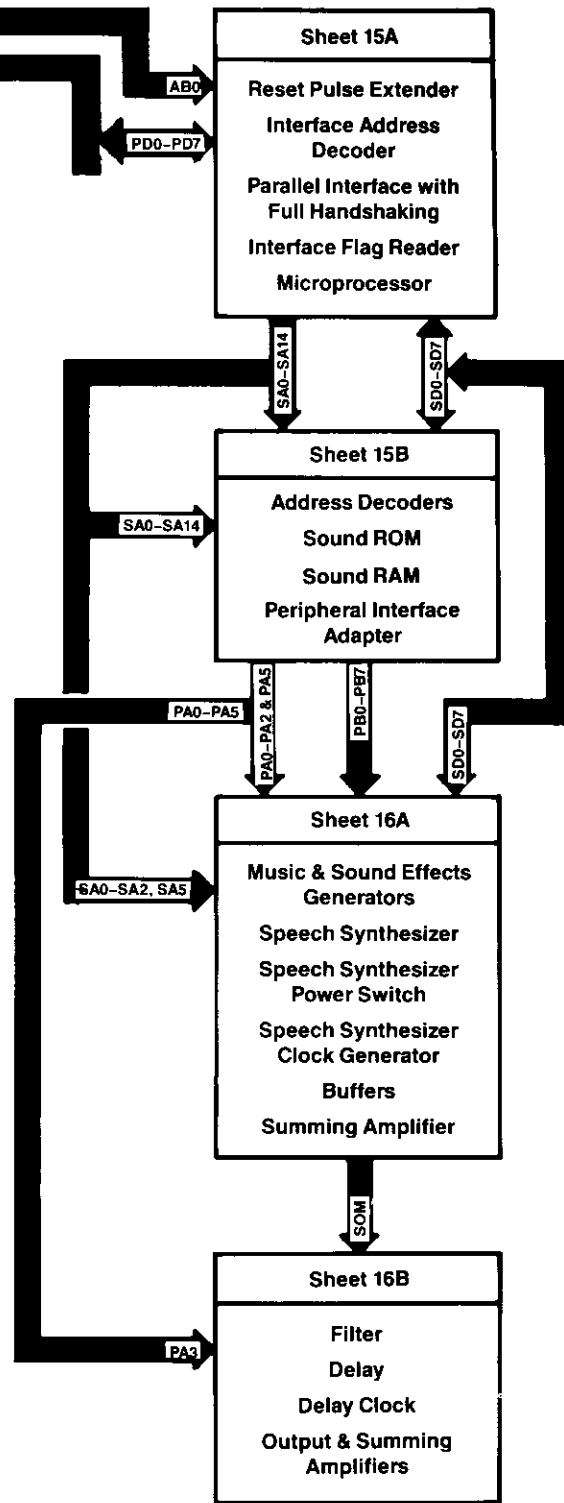 Sheet 15A
AB0
Reset Pulse Extender
PD0-PD7
Interface Address
Decoder
Parallel Interface with
Full Handshaking
Interface Flag Reader
Microprocessor
SA0-SA14
SD0-SD7
Sheet 15B
Address Decoders
SA0-SA14
Sound ROM
Sound RAM
Peripheral Interface
Adapter
PA0-PA5
PA0-PA2 & PA5
PB0-PB7
SD0-SD7
Sheet 16A
Music & Sound Effects
Generators
SA0-SA2, SA5
Speech Synthesizer
Speech Synthesizer
Power Switch
Speech Synthesizer
Clock Generator
Buffers
Summing Amplifier
SOM
Sheet 16B
Filter
PA3
Delay
Delay Clock
Output & Summing
Amplifiers